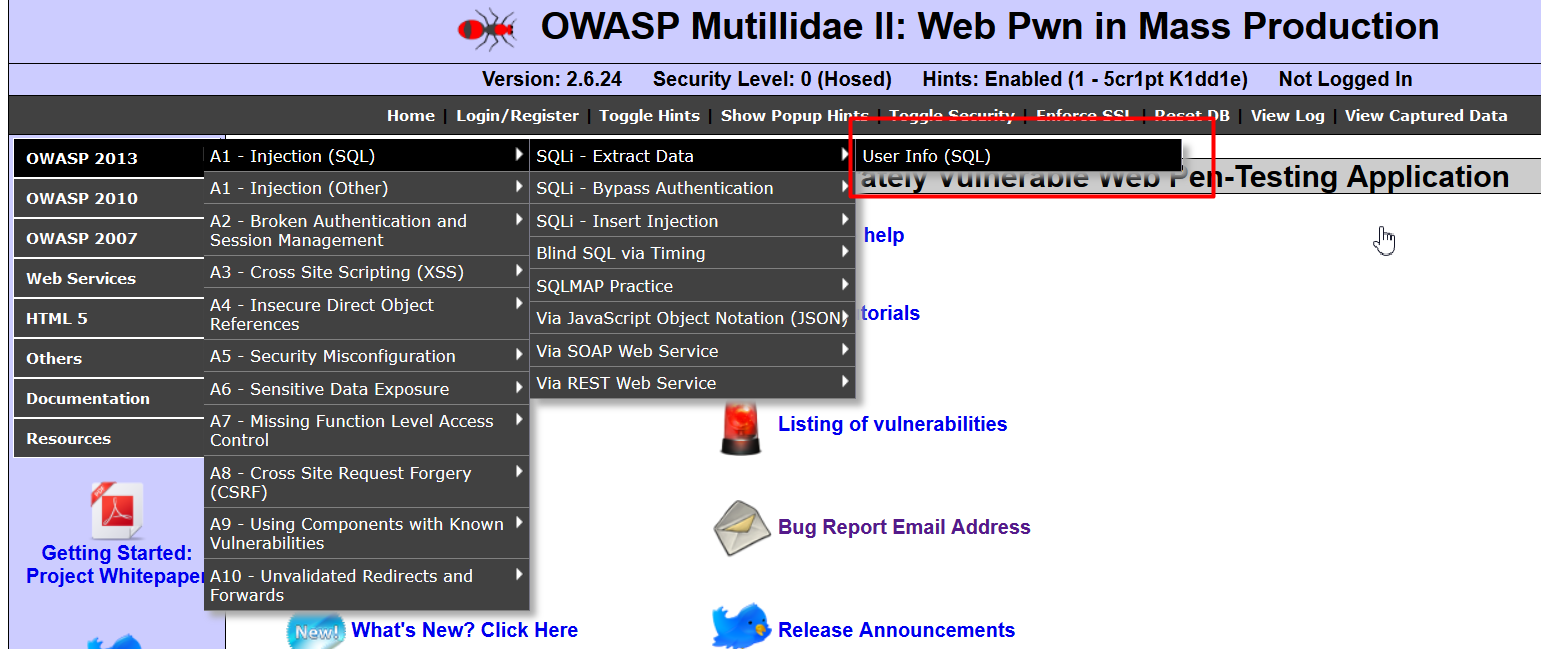 OWASP Mutillidae II: Web Pwn in Mass Production
Version: 2.6.24 Security Level: 0 (Hosed) Hints: Enabled (1 - 5cr1pt K1dd1e) Not Logged In
Home | Login/Register | Toggle Hints | Show Popup Hints | Toggle Security | Enforce SSL | Reset DB | View Log | View Captured Data
OWASP 2013
OWASP 2010
OWASP 2007
Web Services
HTML 5
Others
Documentation
Resources
Getting Started:
Project Whitepaper
A1 - Injection (SQL)
A1 - Injection (Other)
A2 - Broken Authentication and
Session Management
A3 - Cross Site Scripting (XSS)
A4 - Insecure Direct Object
References
A5 - Security Misconfiguration
A6 - Sensitive Data Exposure
A7 - Missing Function Level Access
Control
A8 - Cross Site Request Forgery
(CSRF)
A9 - Using Components with Known
Vulnerabilities
A10 - Unvalidated Redirects and
Forwards
SQLi - Extract Data
SQLi - Bypass Authentication
SQLi - Insert Injection
Blind SQL via Timing
SQLMAP Practice
Via JavaScript Object Notation (JSON)
Via SOAP Web Service
Via REST Web Service
User Info (SQL)
ately Vulnerable Web Pen-Testing Application
help
torials
Listing of vulnerabilities
Bug Report Email Address
New!
What's New? Click Here
Release Announcements